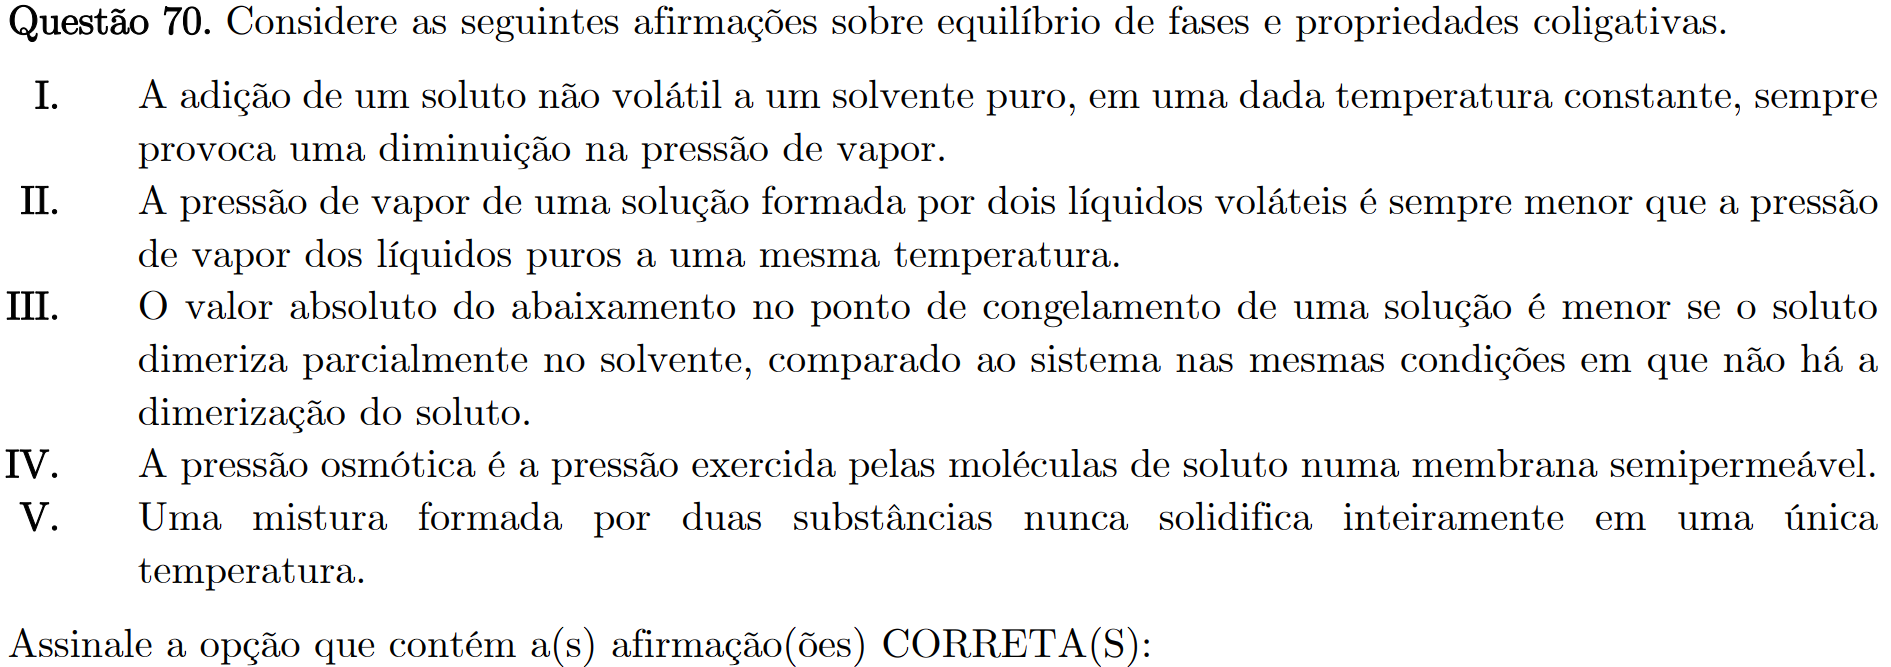 Questão 70. Considere as seguintes afirmações sobre equilíbrio de fases e propriedades coligativas.
I. A adição de um soluto não volátil a um solvente puro, em uma dada temperatura constante, sempre
provoca uma diminuição na pressão de vapor.
II. A pressão de vapor de uma solução formada por dois líquidos voláteis é sempre menor que a pressão
de vapor dos líquidos puros a uma mesma temperatura.
III. O valor absoluto do abaixamento no ponto de congelamento de uma solução é menor se o soluto
dimeriza parcialmente no solvente, comparado ao sistema nas mesmas condições em que não há a
dimerização do soluto.
IV. A pressão osmótica é a pressão exercida pelas moléculas de soluto numa membrana semipermeável.
V. Uma mistura formada por duas substâncias nunca solidifica inteiramente em uma única
temperatura.
Assinale a opção que contém a(s) afirmação(ões) CORRETA(S):